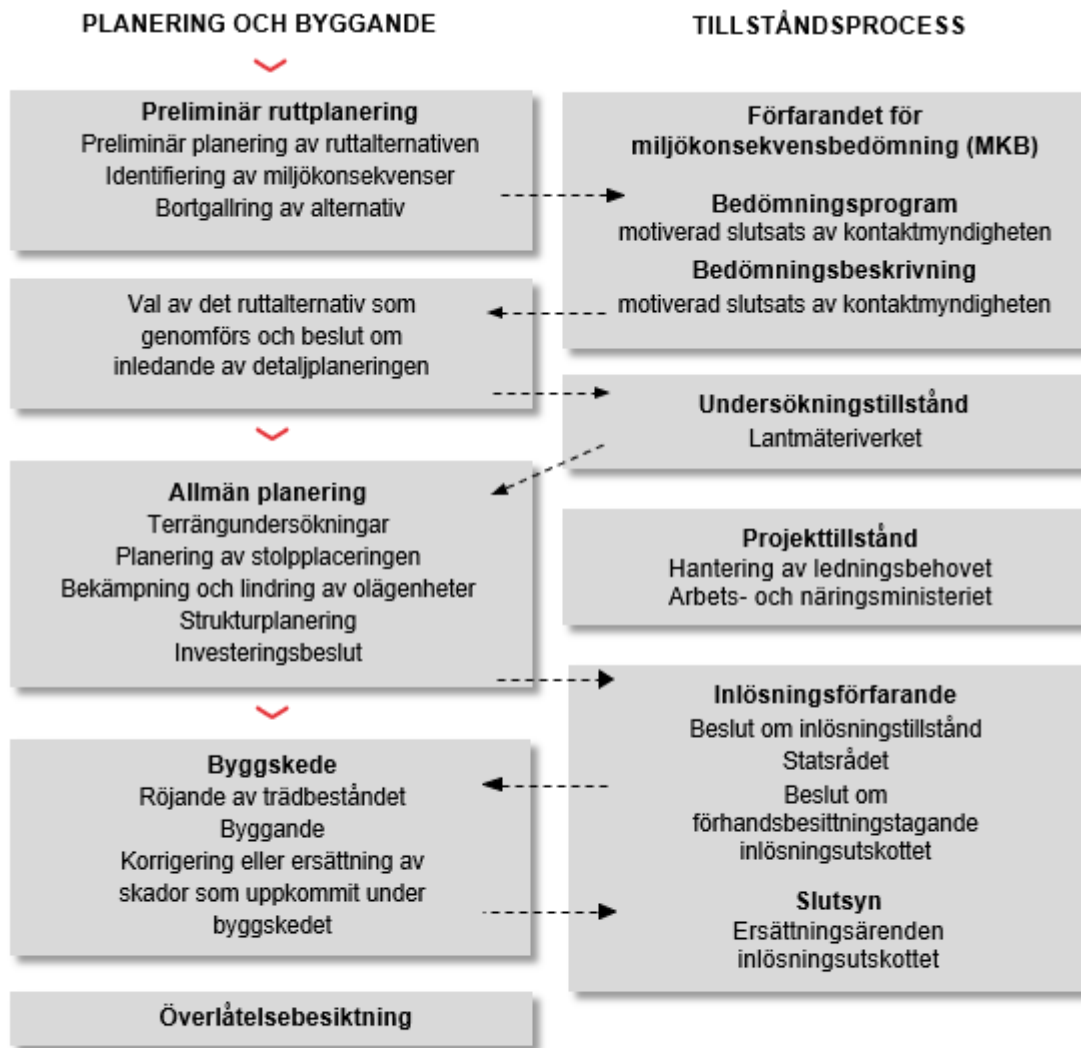 PLANERING OCH BYGGANDE
Preliminär ruttplanering
Preliminär planering av ruttalternativen
Identifiering av miljökonsekvenser
Bortgallring av alternativ
Val av det ruttalternativ som
genomförs och beslut om
inledande av detaljplaneringen
Allmän planering
Terrängundersökningar
Planering av stolpplaceringen
Bekämpning och lindring av olägenheter
Strukturplanering
Investeringsbeslut
Byggskede
Röjande av trädbeståndet
Byggande
Korrigering eller ersättning av
skador som uppkommit under
byggskedet
Överlåtelsebesiktning
TILLSTÅNDSPROCESS
Förfarandet för
miljökonsekvensbedömning (MKB)
Bedömningsprogram
motiverad slutsats av kontaktmyndigheten
Bedömningsbeskrivning
motiverad slutsats av kontaktmyndigheten
Undersökningstillstånd
Lantmäteriverket
Projekttillstånd
Hantering av ledningsbehovet
Arbets- och näringsministeriet
Inlösningsförfarande
Beslut om inlösningstillstånd
Statsrådet
Beslut om
förhandsbesittningstagande
inlösningsutskottet
Slutsyn
Ersättningsärenden
inlösningsutskottet